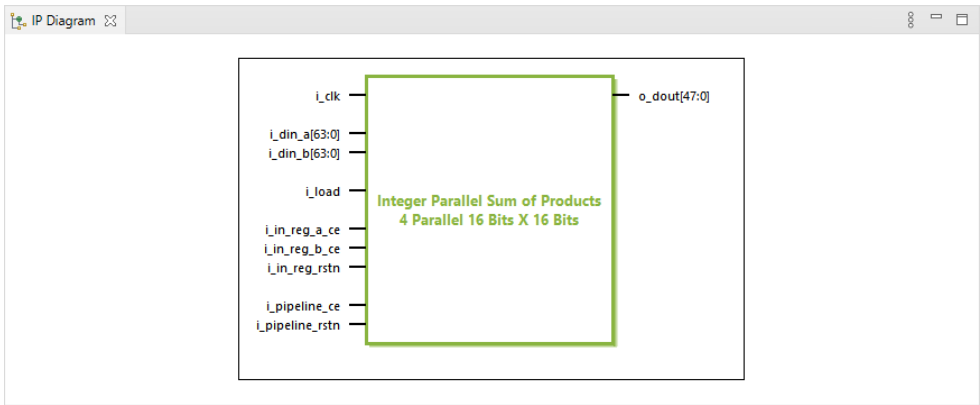 IP Diagram
i_clk
o_dout[47:0]
i_din_a[63:0]
i_din_b[63:0]
i_load
Integer Parallel Sum of Products
4 Parallel 16 Bits X 16 Bits
i_in_reg_a_ce
i_in_reg_b_ce
i_in_reg_rstn
i_pipeline_ce
i_pipeline_rstn